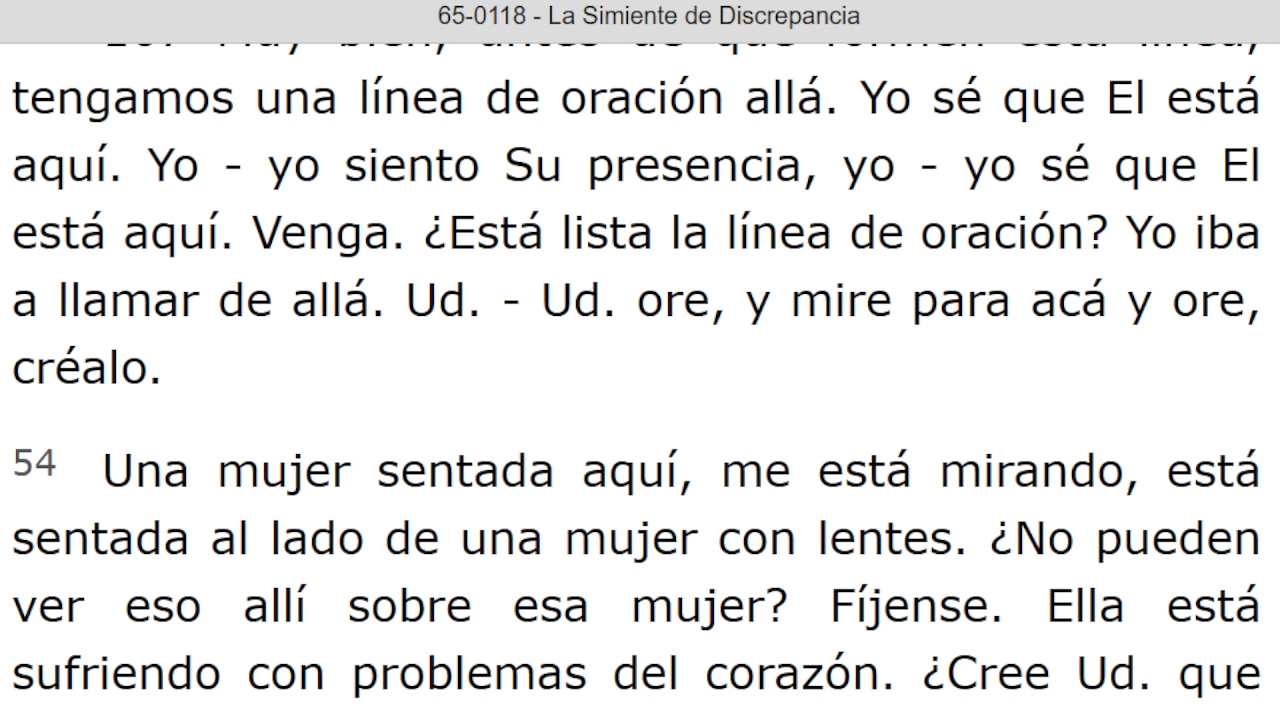 65-0118 - La Simiente de Discrepancia
tengamos una línea de oración allá. Yo sé que El está
aquí. Yo - yo siento Su presencia, yo - yo sé que El
está aquí. Venga. ¿Está lista la línea de oración? Yo iba
a llamar de allá. Ud. - Ud. ore, y mire para acá y ore,
créalo.
54 Una mujer sentada aquí, me está mirando, está
sentada al lado de una mujer con lentes. ¿No pueden
ver eso allí sobre esa mujer? Fíjense. Ella está
sufriendo con problemas del corazón. ¿Cree Ud. que